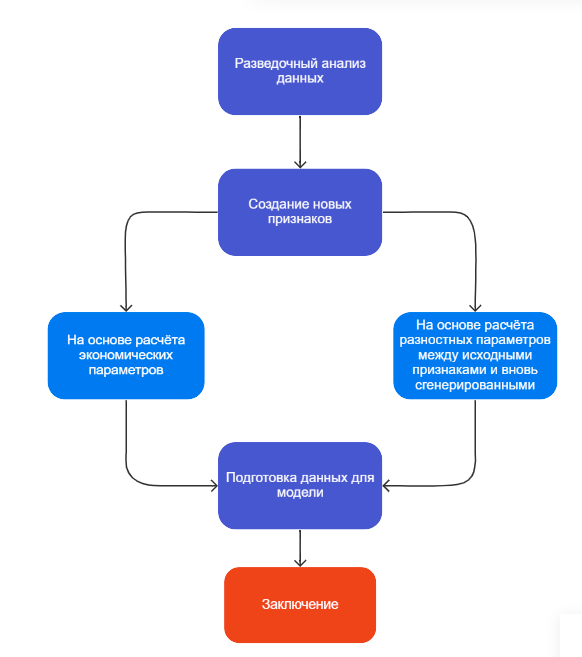 Разведочный анализ
данных
Создание новых
признаков
На основе расчёта
экономических
параметров
На основе расчёта
разностных параметров
между исходными
признаками и вновь
сгенерированными
Подготовка данных для
модели
Заключение